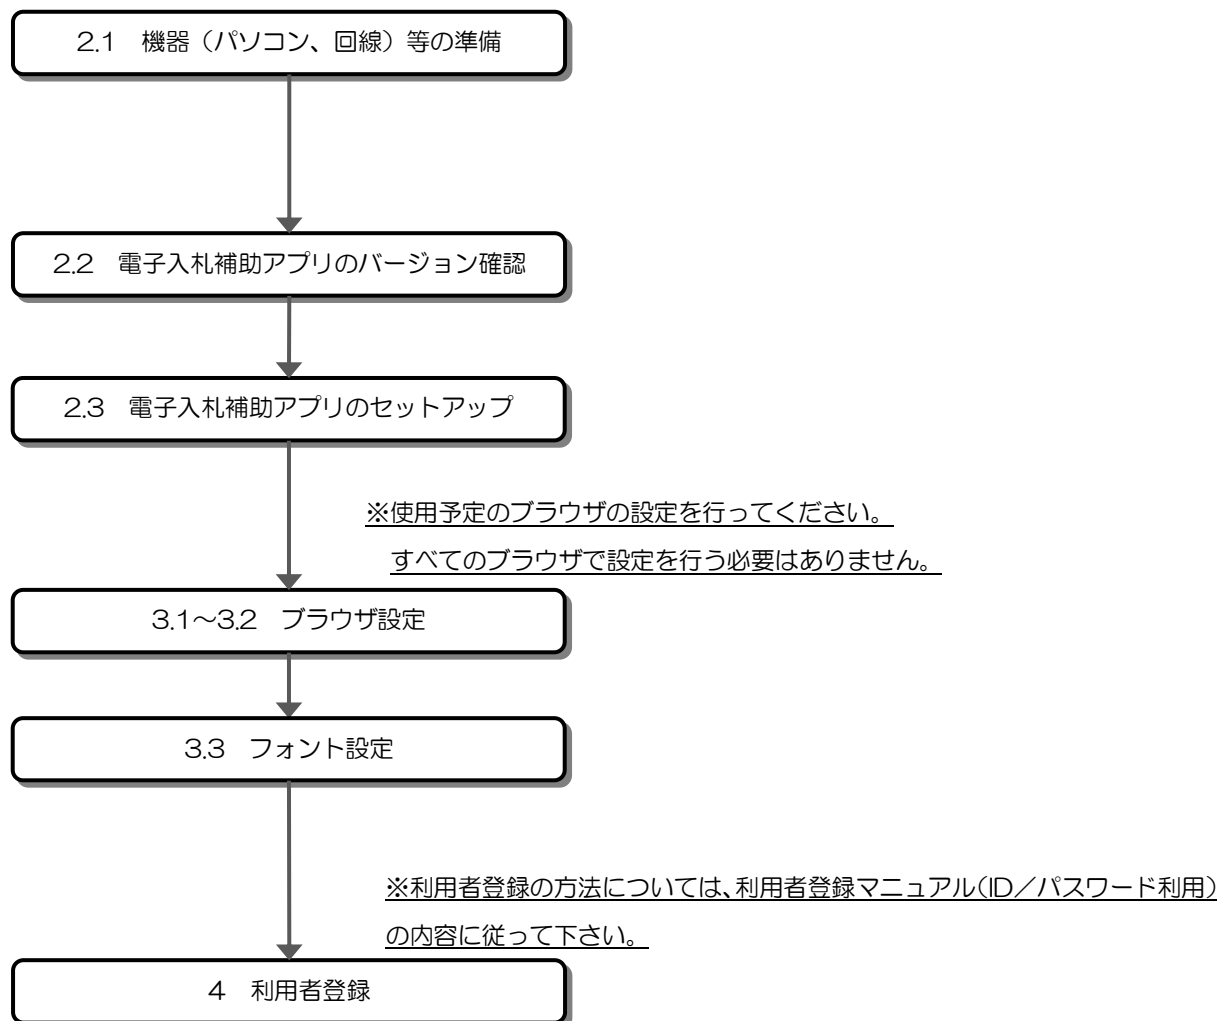 2.1　機器（パソコン、回線）等の準備
2.2　電子入札補助アプリのバージョン確認
2.3　電子入札補助アプリのセットアップ
※使用予定のブラウザの設定を行ってください。
すべてのブラウザで設定を行う必要はありません。
3.1～3.2　ブラウザ設定
3.3　フォント設定
※利用者登録の方法については、利用者登録マニュアル（ID／パスワード利用）
の内容に従って下さい。
4　利用者登録